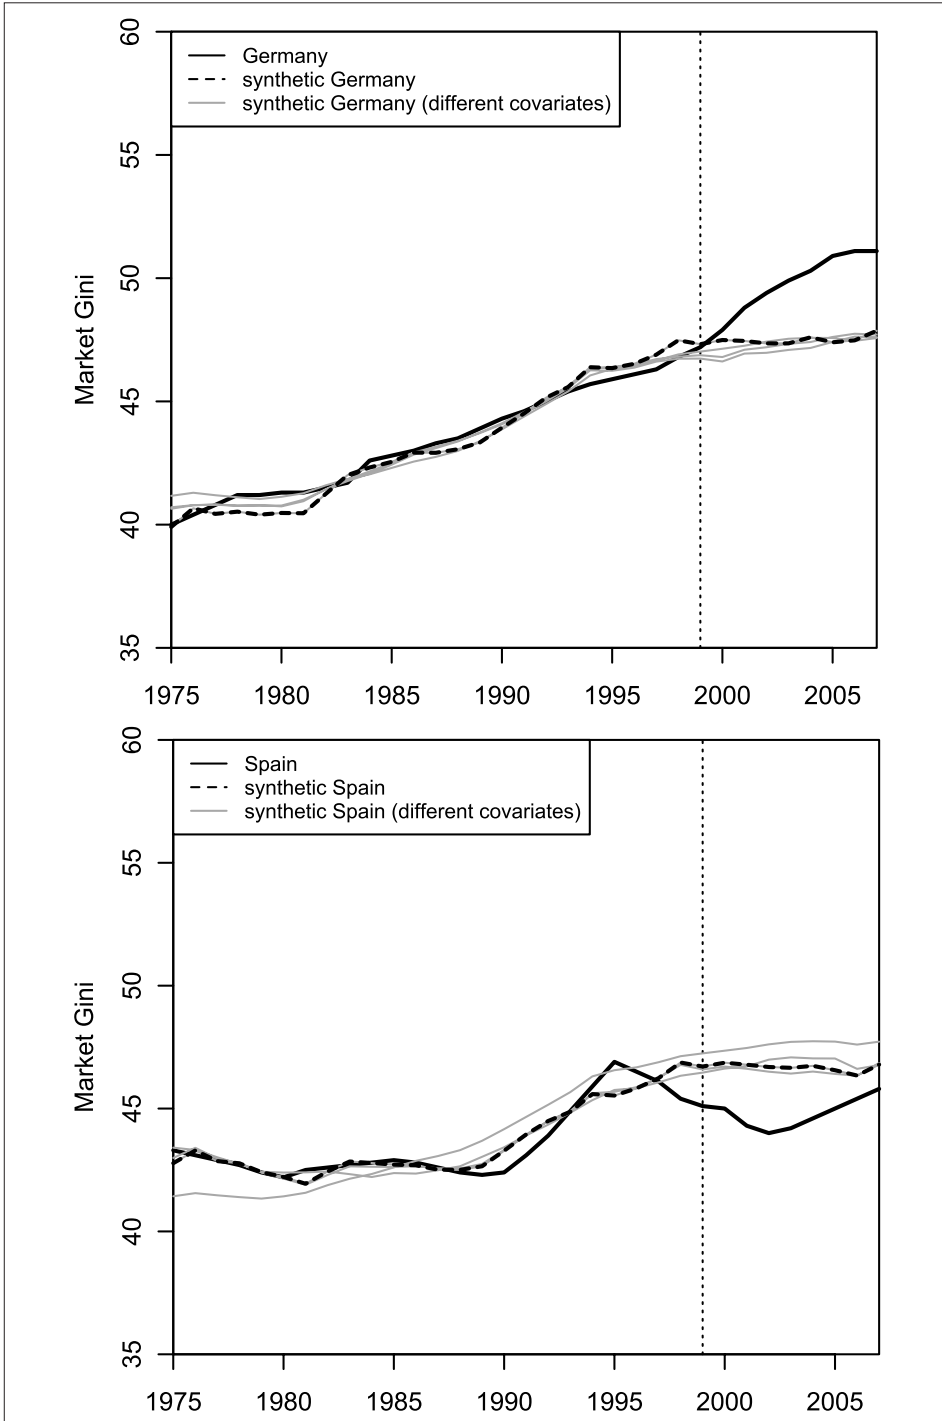 60
Germany
synthetic Germany
synthetic Germany (different covariates)
55
50
Market Gini
45
40
35
1975 1980 1985 1990 1995 2000 2005
60
Spain
synthetic Spain
synthetic Spain (different covariates)
55
50
Market Gini
45
40
35
1975 1980 1985 1990 1995 2000 2005